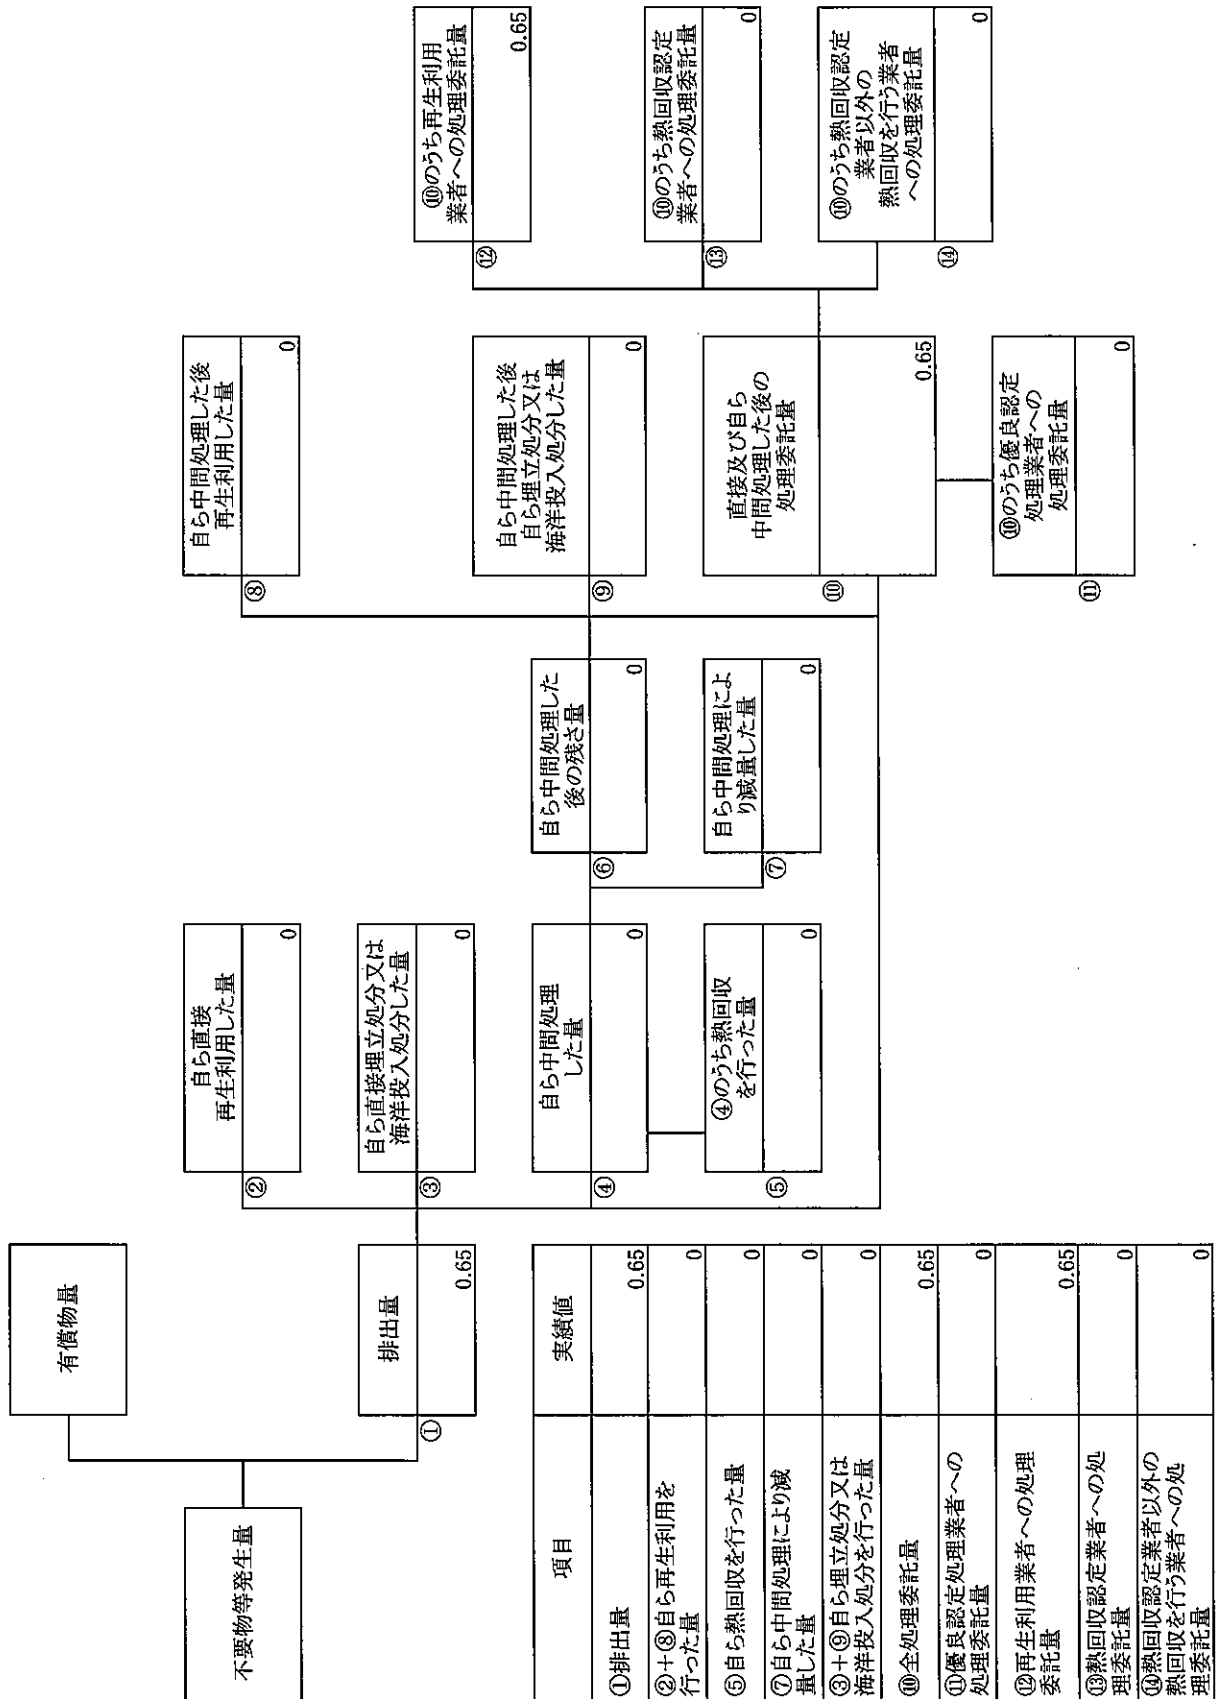 不要物等発生量
有償物量
①
排出量
0.65
②
自ら直接
再生利用した量
0
③
自ら直接埋立処分又は
海洋投入処分した量
0
④
自ら中間処理
した量
0
⑤
④のうち熱回収
を行った量
0
⑥
自ら中間処理した
後の残さ量
0
⑦
自ら中間処理によ
り減量した量
0
⑧
自ら中間処理した後
再生利用した量
0
⑨
自ら中間処理した後
自ら埋立処分又は
海洋投入処分した量
0
⑩
直接及び自ら
中間処理した後の
処理委託量
0.65
⑪
⑩のうち優良認定
処理業者への
処理委託量
0
⑫
⑩のうち再生利用
業者への処理委託量
0.65
⑬
⑩のうち熱回収認定
業者への処理委託量
0
⑭
⑩のうち熱回収認定
業者以外の
熱回収を行う業者
への処理委託量
0
項目 実績値
①排出量 0.65
②+⑧自ら再生利用を
行った量 0
⑤自ら熱回収を行った量 0
⑦自ら中間処理により減
量した量 0
③+⑨自ら埋立処分又は
海洋投入処分を行った量 0
⑩全処理委託量 0.65
⑪優良認定処理業者への
処理委託量 0
⑫再生利用業者への処理
委託量 0.65
⑬熱回収認定業者への処
理委託量 0
⑭熱回収認定業者以外の
熱回収を行う業者への処
理委託量 0